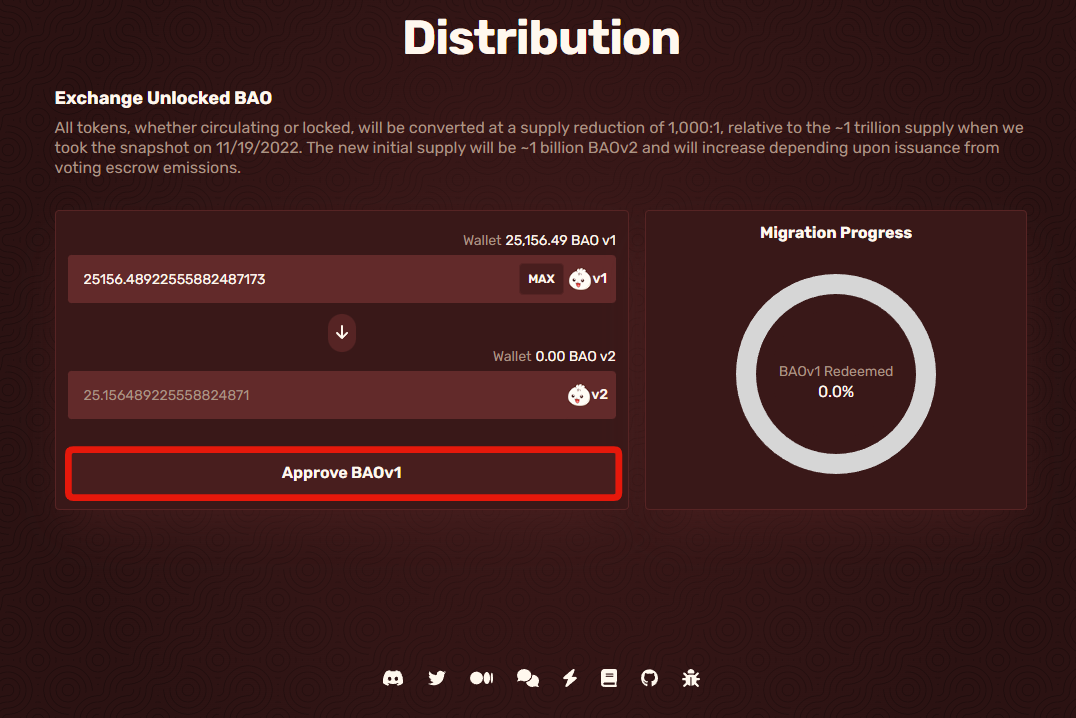 Distribution
Exchange Unlocked BAO
All tokens, whether circulating or locked, will be converted at a supply reduction of 1,000:1, relative to the ~1 trillion supply when we
took the snapshot on 11/19/2022. The new initial supply will be ~1 billion BAOv2 and will increase depending upon issuance from
voting escrow emissions.
Wallet 25,156.49 BAO v1
25156.48922555882487173
MAX
v1
Wallet 0.00 BAO v2
25.156489225558824871
v2
Approve BAOv1
Migration Progress
BAOv1 Redeemed
0.0%